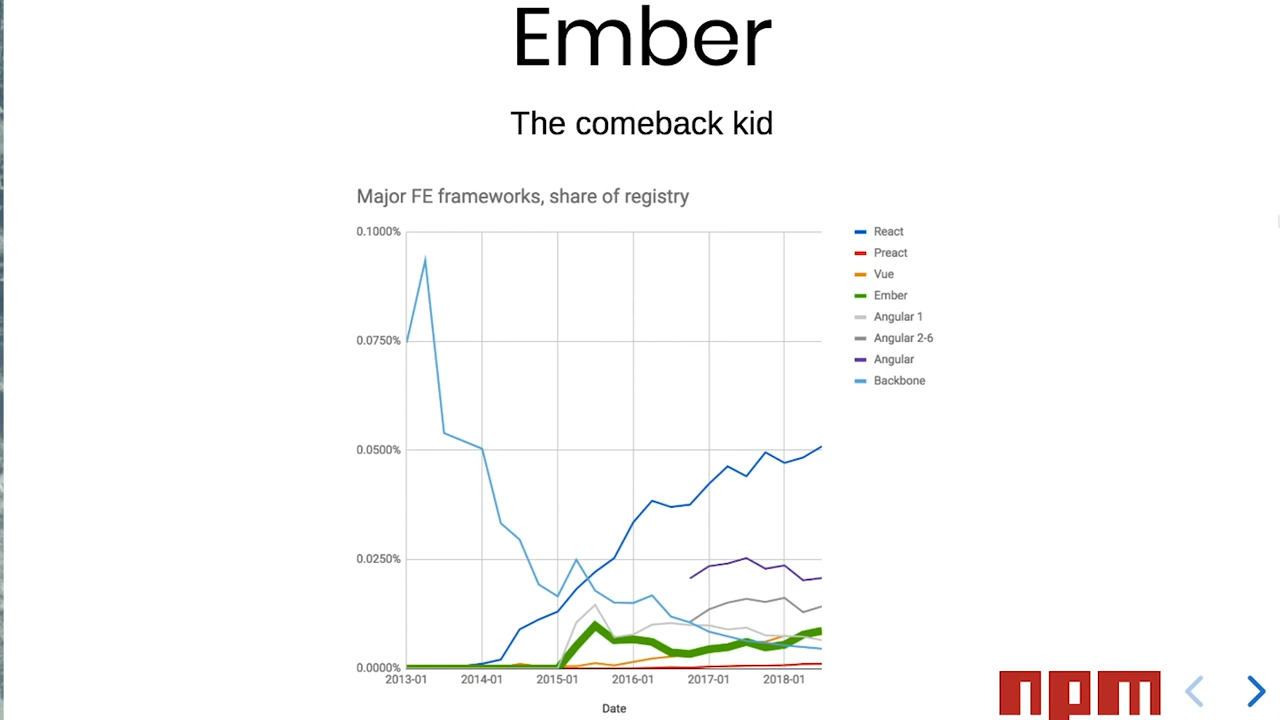 Ember
The comeback kid
Major FE frameworks, share of registry
0.1000%
0.0750%
0.0500%
0.0250%
0.0000%
2013-01 2014-01 2015-01 2016-01 2017-01 2018-01
Date
React
Preact
Vue
Ember
Angular 1
Angular 2-6
Angular
Backbone
npm